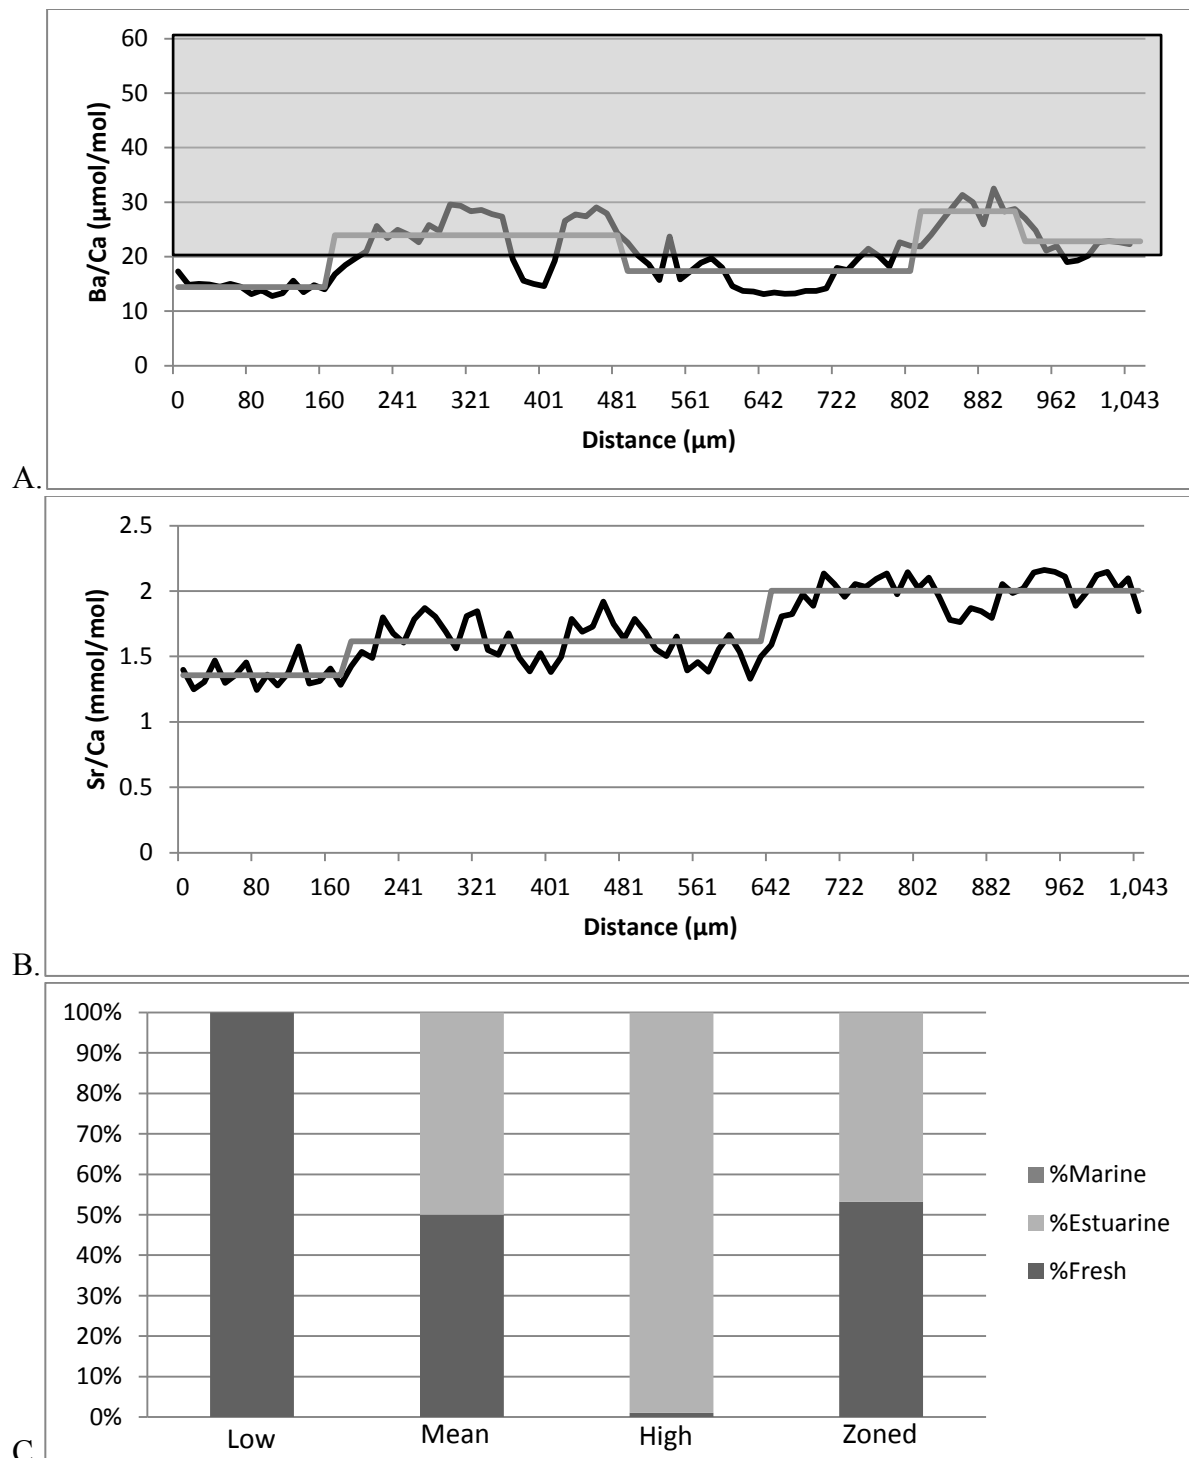 60
50
40
30
20
10
0
Ba/Ca (µmol/mol)
0 80 160 241 321 401 481 561 642 722 802 882 962 1,043
Distance (µm)
A.
2.5
2
1.5
1
0.5
0
Sr/Ca (mmol/mol)
0 80 160 241 321 401 481 561 642 722 802 882 962 1,043
Distance (µm)
B.
100%
90%
80%
70%
60%
50%
40%
30%
20%
10%
0%
Low Mean High Zoned
%Marine
%Estuarine
%Fresh
C